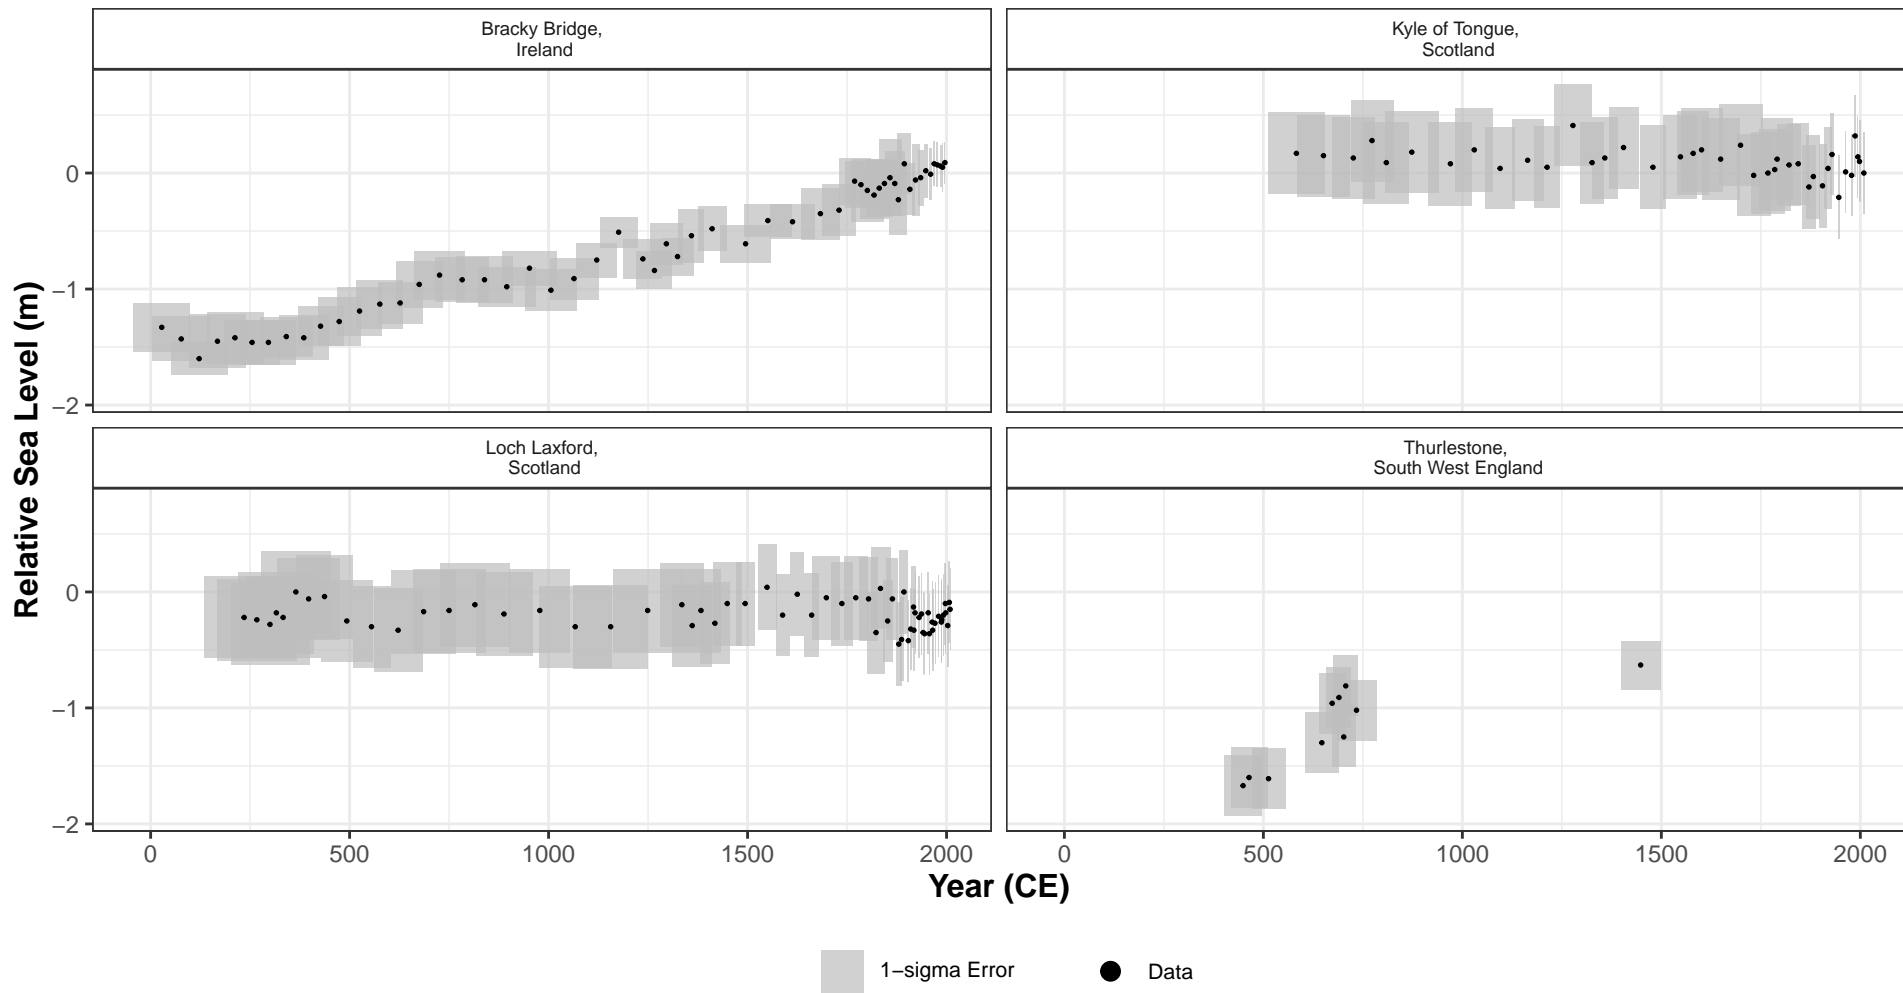 Bracky Bridge,
Ireland
Kyle of Tongue,
Scotland
0
−1
−2
Loch Laxford,
Scotland
Thurlestone,
South West England
0
−1
−2
Relative Sea Level (m)
0 500 1000 1500 2000
0 500 1000 1500 2000
Year (CE)
1−sigma Error
Data